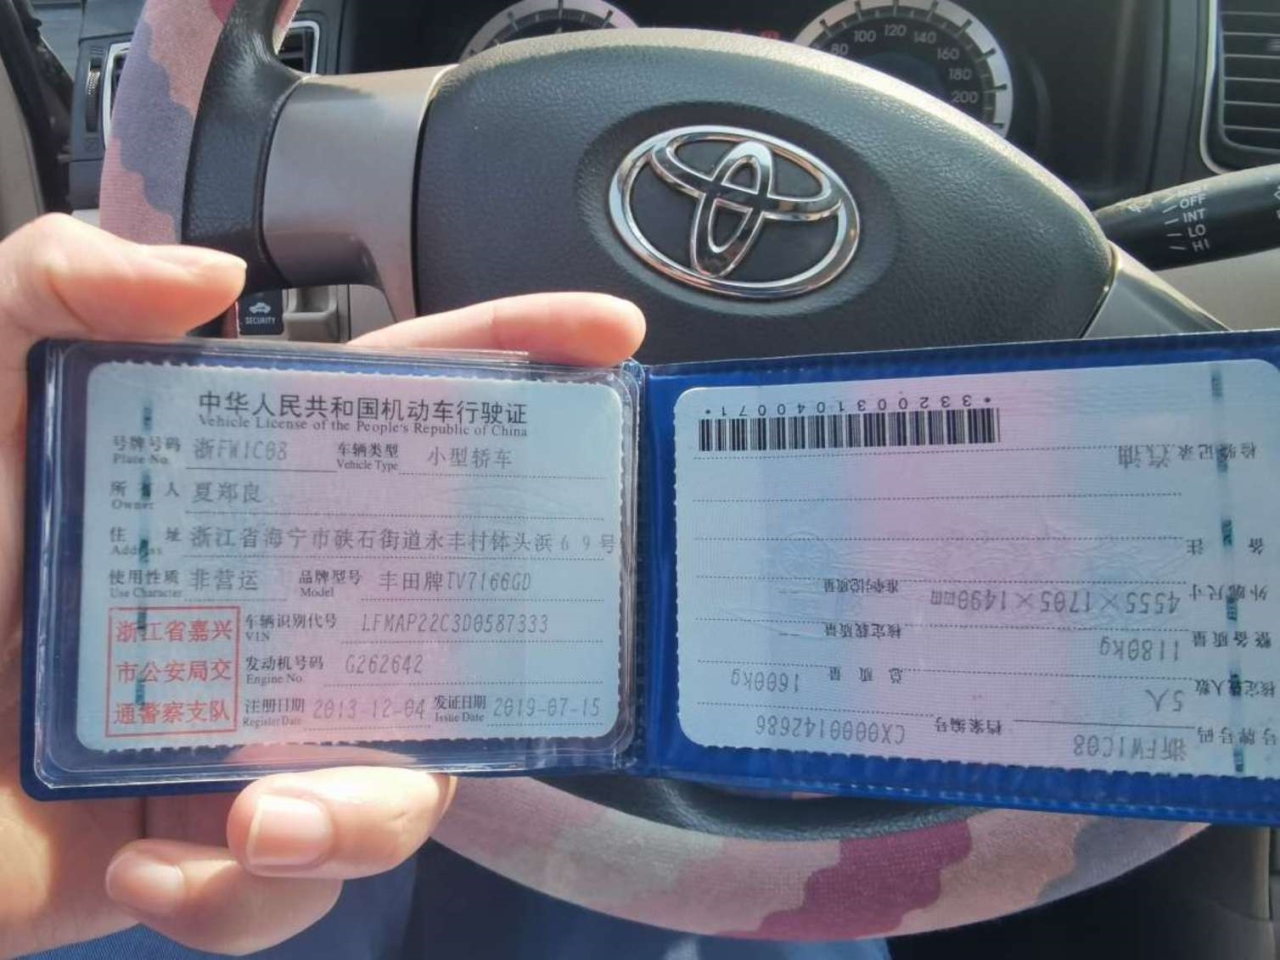 80 100 120 140 160 180 200
OFF
INT
LO
HI
SECURITY
中华人民共和国机动车行驶证
Vehicle License of the People's Republic of China
号牌号码 浙FW1C08 车辆类型 小型轿车
Plate No. Vehicle Type
所有人 夏郑良
Owner
住址 浙江省海宁市硖石街道永丰村钵头浜69号
Address
使用性质 非营运 品牌型号 丰田牌TV7166GD
Use Character Model
浙江省嘉兴市公安局交通警察支队
车辆识别代号 LFMAP22C3D0587333
VIN
发动机号码 G262642
Engine No.
注册日期 2013-12-04 发证日期 2019-07-15
Register Date Issue Date
号牌号码 浙FW1C08 档案编号 CX0000142686
核定载人数 5人 总质量 1600kg
整备质量 1180kg 核定载质量
外廓尺寸 4555×1705×1490mm 准牵引总质量
备注
检验记录 汽油
*3320031040071*